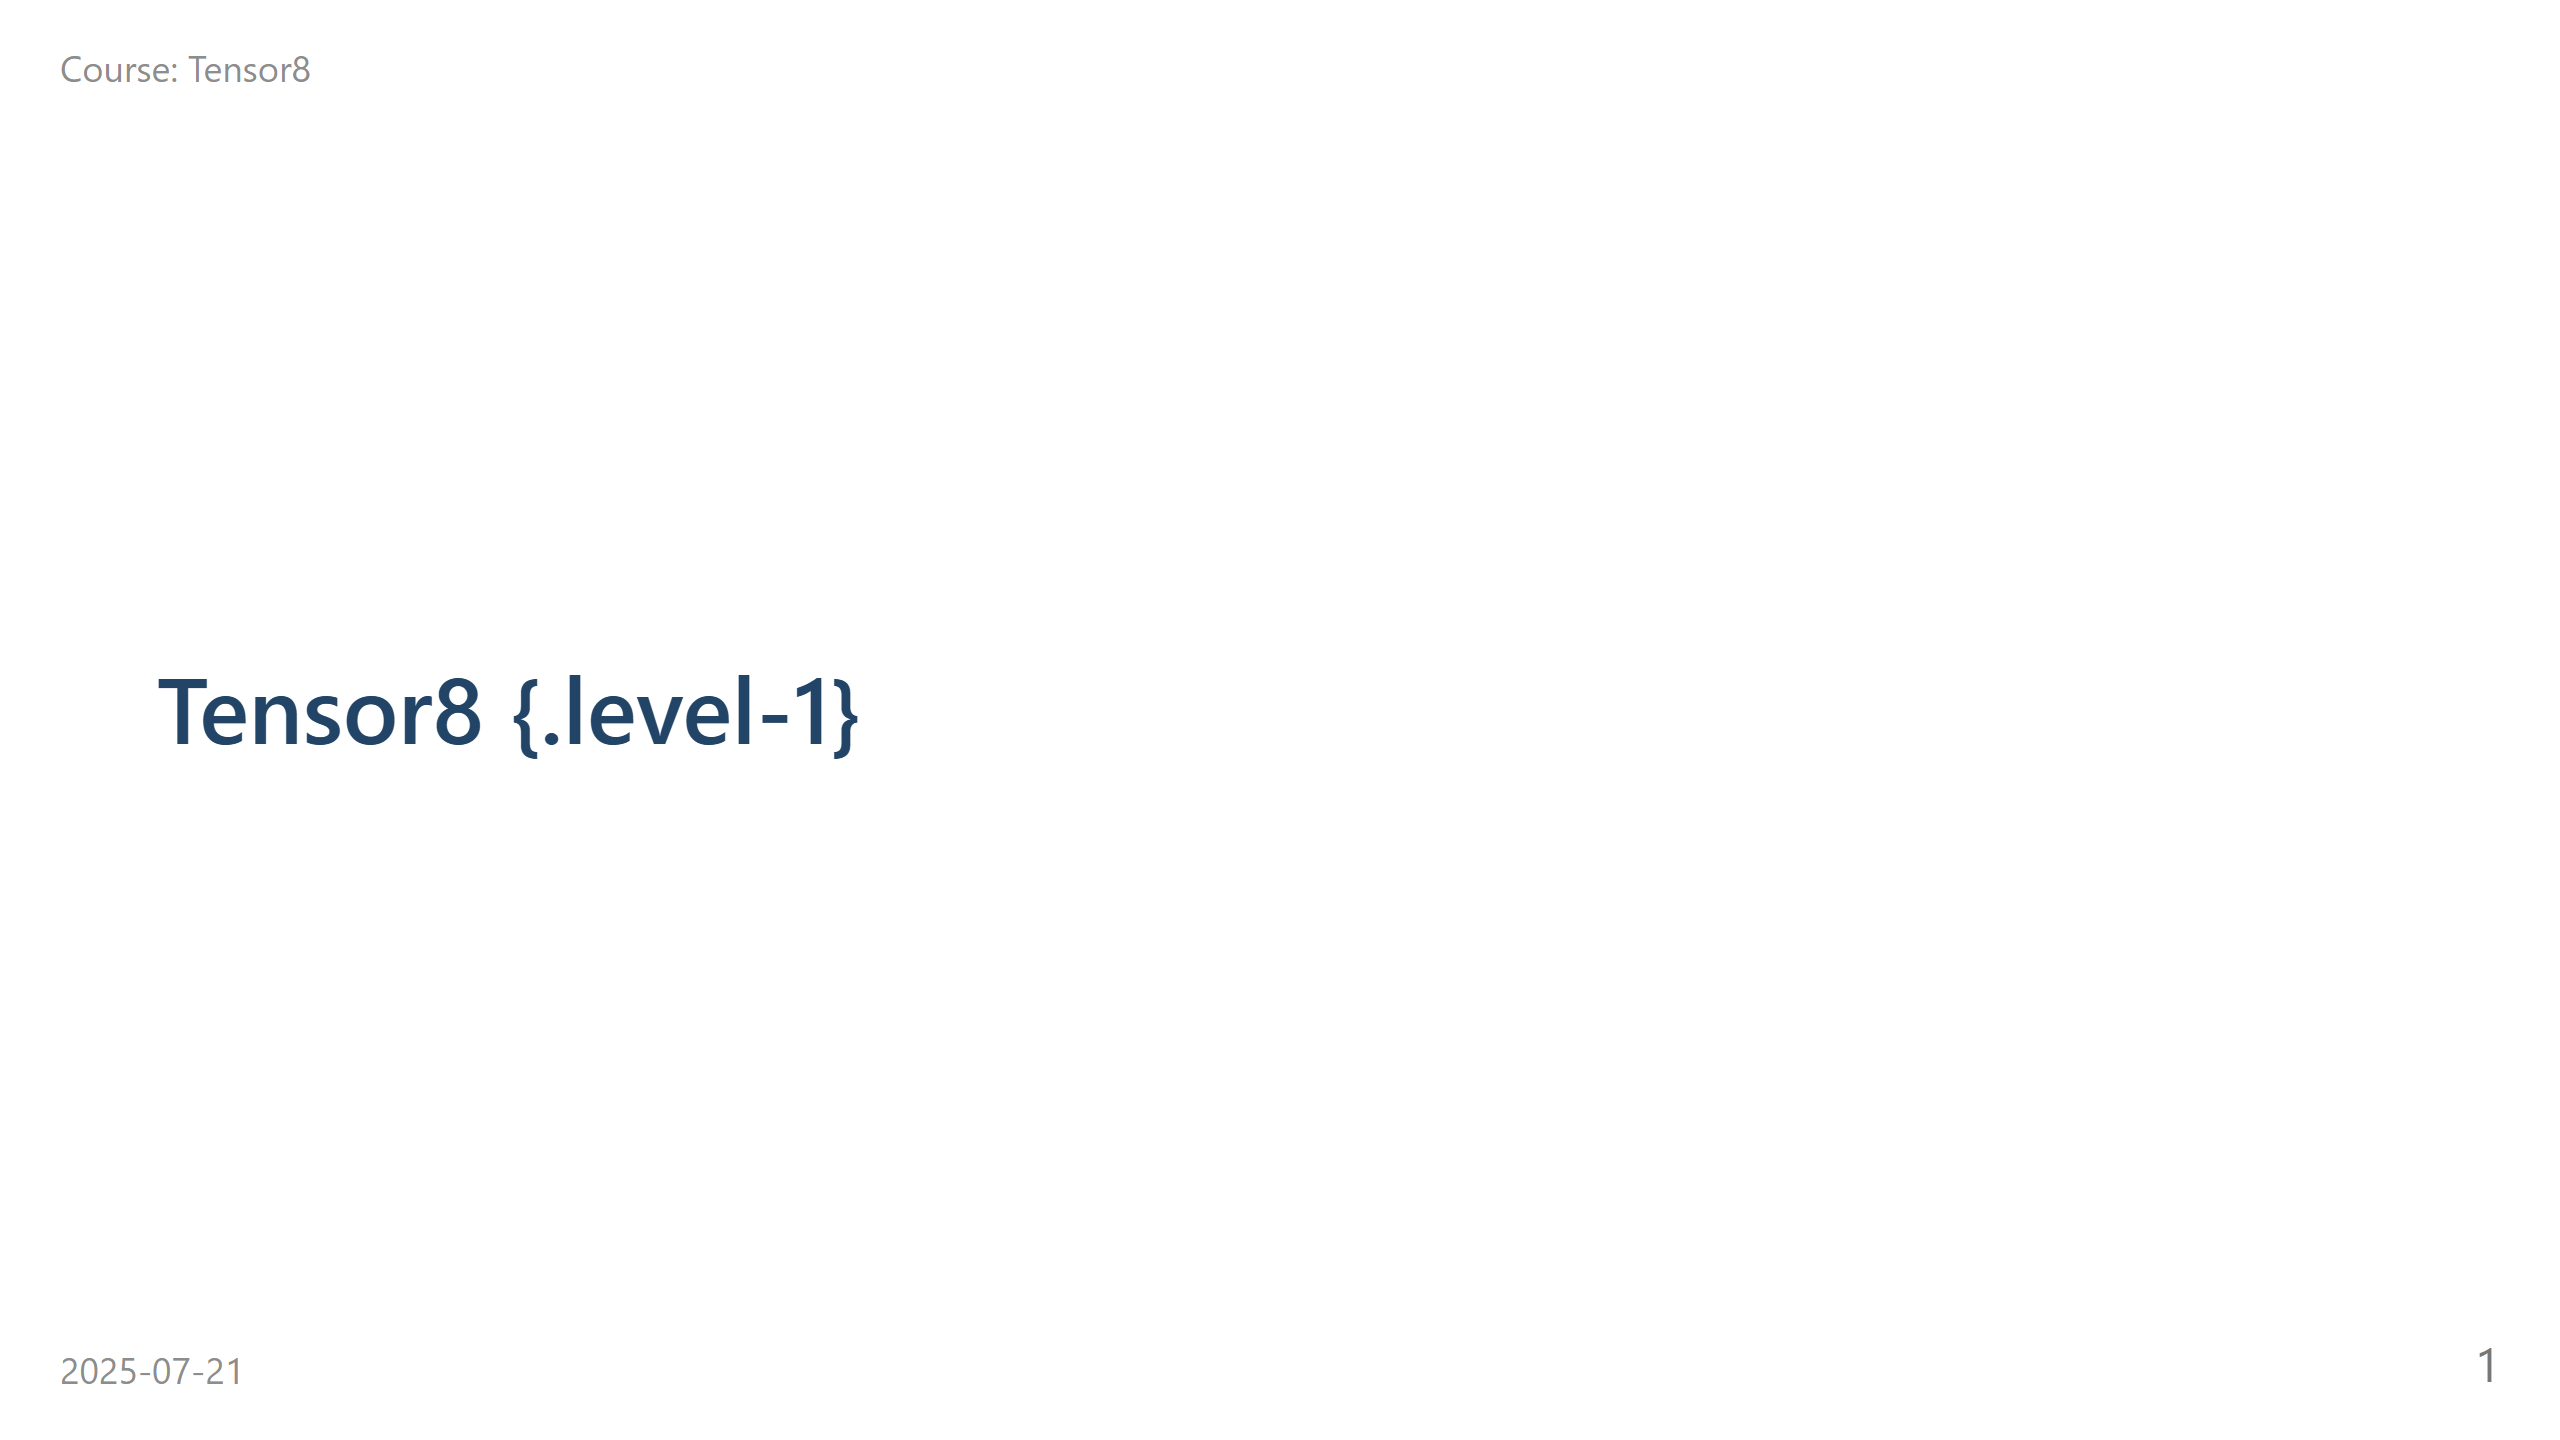 Course: Tensor8
Tensor8 {.level-1}
2025-07-21
1